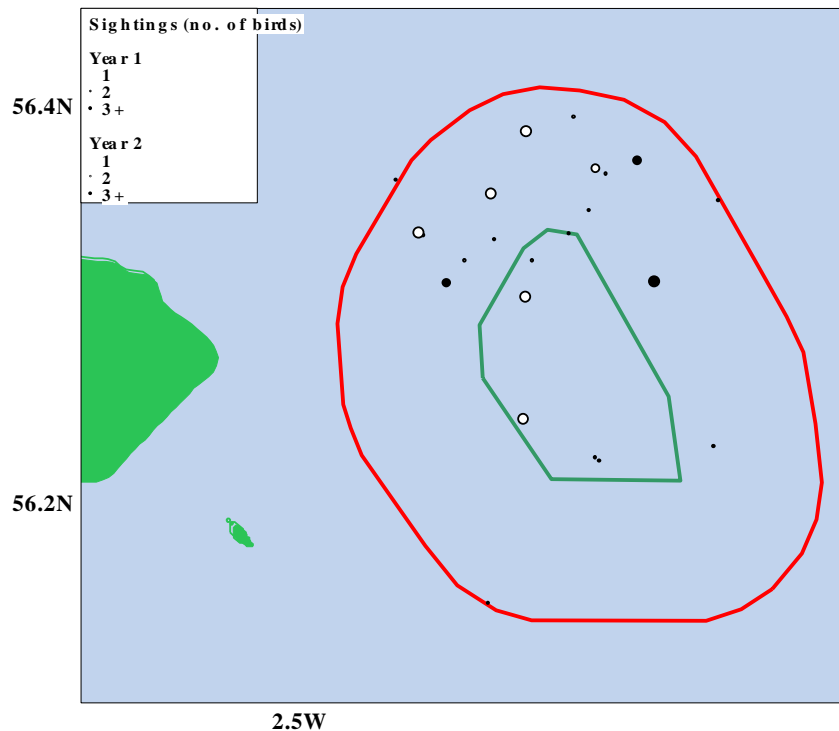 Sightings (no. of birds)
Year 1
1
2
3+
Year 2
1
2
3+
56.4N
56.2N
2.5W